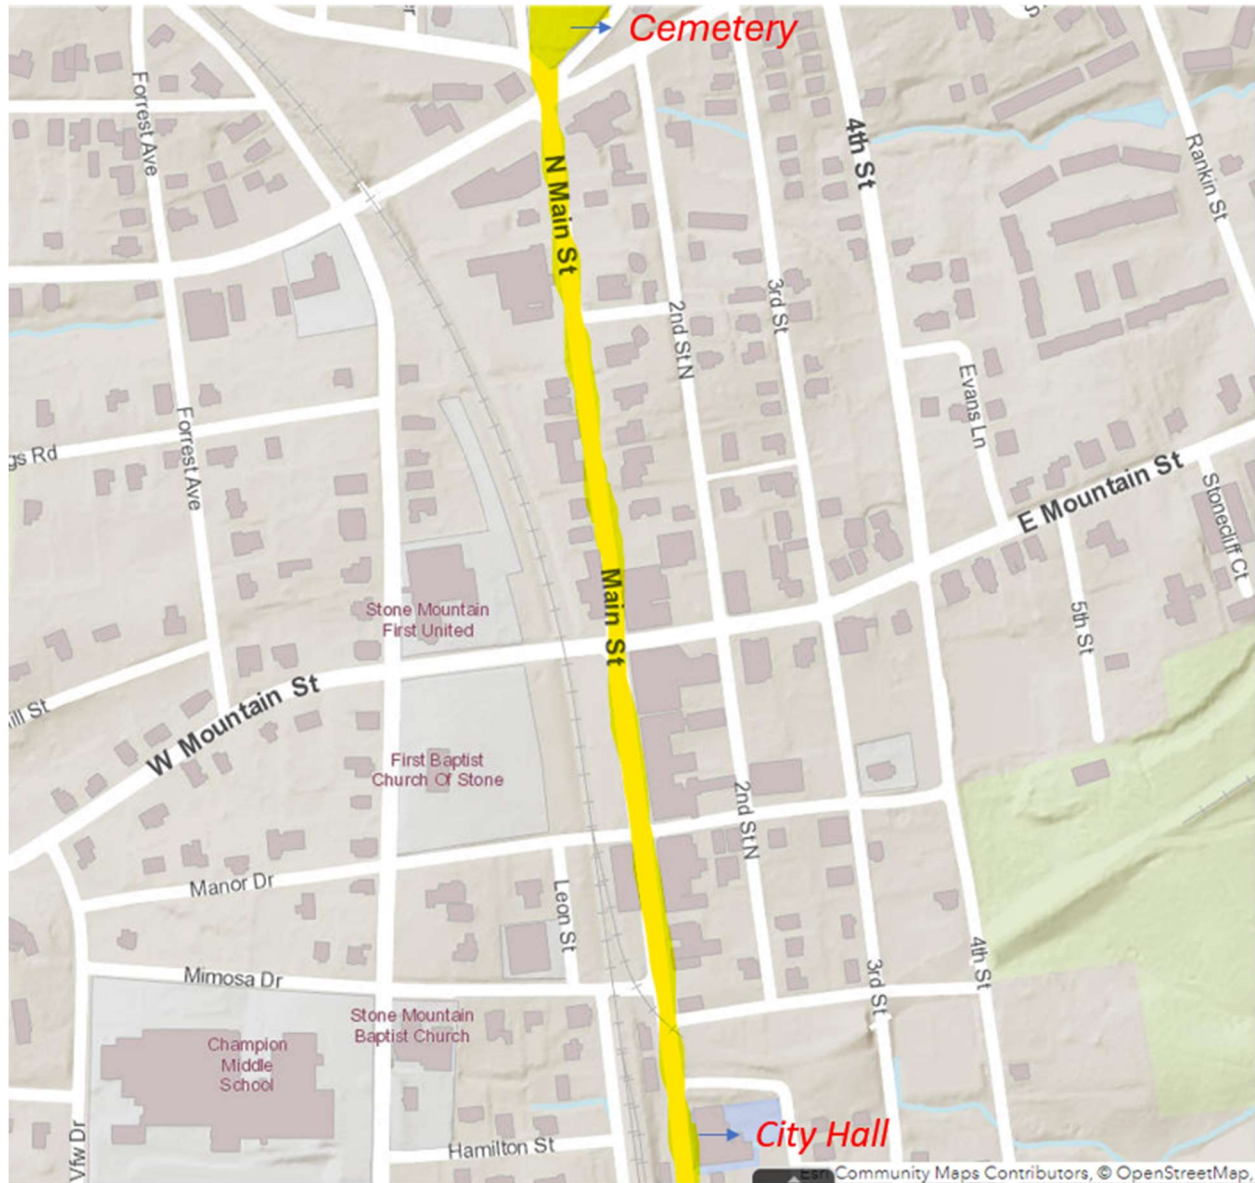 Cemetery
Forrest Ave
N Main St
4th St
Rankin St
2nd St N
3rd St
Evans Ln
gs Rd
Forrest Ave
E Mountain St
Stonecliff Ct
Main St
Stone Mountain
First United
5th St
ill St
W Mountain St
First Baptist
Church Of Stone
2nd St N
Manor Dr
Leon St
4th St
3rd St
Mimosa Dr
Stone Mountain
Baptist Church
Champion
Middle
School
Vfw Dr
Hamilton St
City Hall
Esri Community Maps Contributors, © OpenStreetMap,